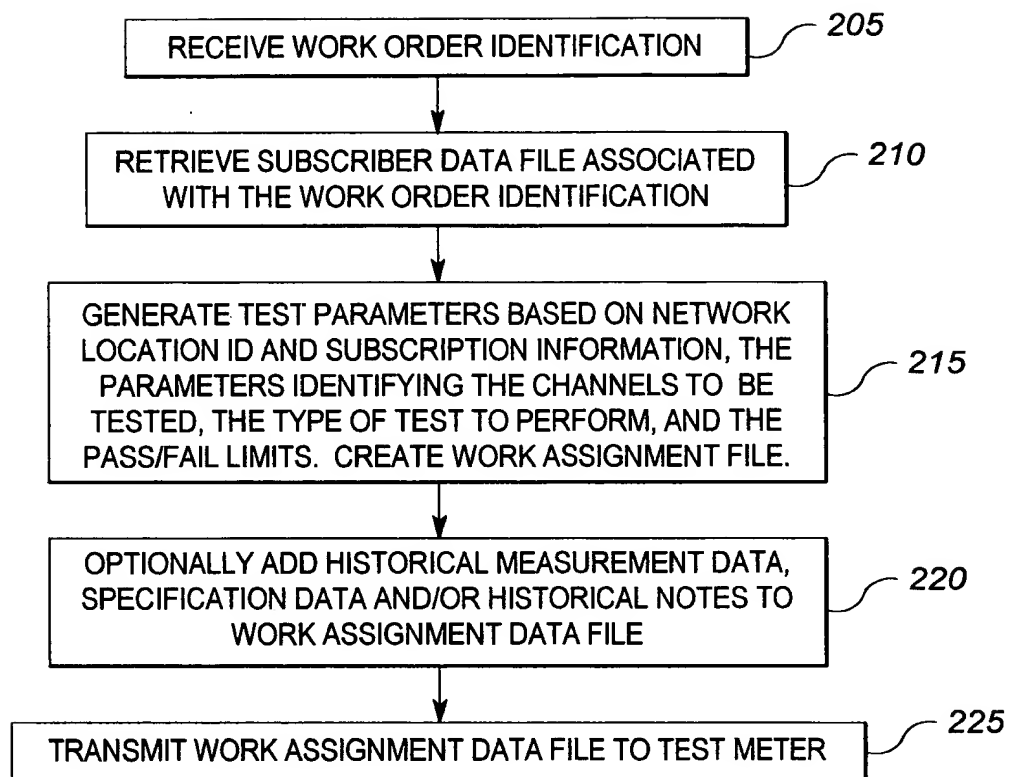 RECEIVE WORK ORDER IDENTIFICATION
205
RETRIEVE SUBSCRIBER DATA FILE ASSOCIATED
WITH THE WORK ORDER IDENTIFICATION
210
GENERATE TEST PARAMETERS BASED ON NETWORK
LOCATION ID AND SUBSCRIPTION INFORMATION, THE
PARAMETERS IDENTIFYING THE CHANNELS TO BE
TESTED, THE TYPE OF TEST TO PERFORM, AND THE
PASS/FAIL LIMITS. CREATE WORK ASSIGNMENT FILE.
215
OPTIONALLY ADD HISTORICAL MEASUREMENT DATA,
SPECIFICATION DATA AND/OR HISTORICAL NOTES TO
WORK ASSIGNMENT DATA FILE
220
TRANSMIT WORK ASSIGNMENT DATA FILE TO TEST METER
225